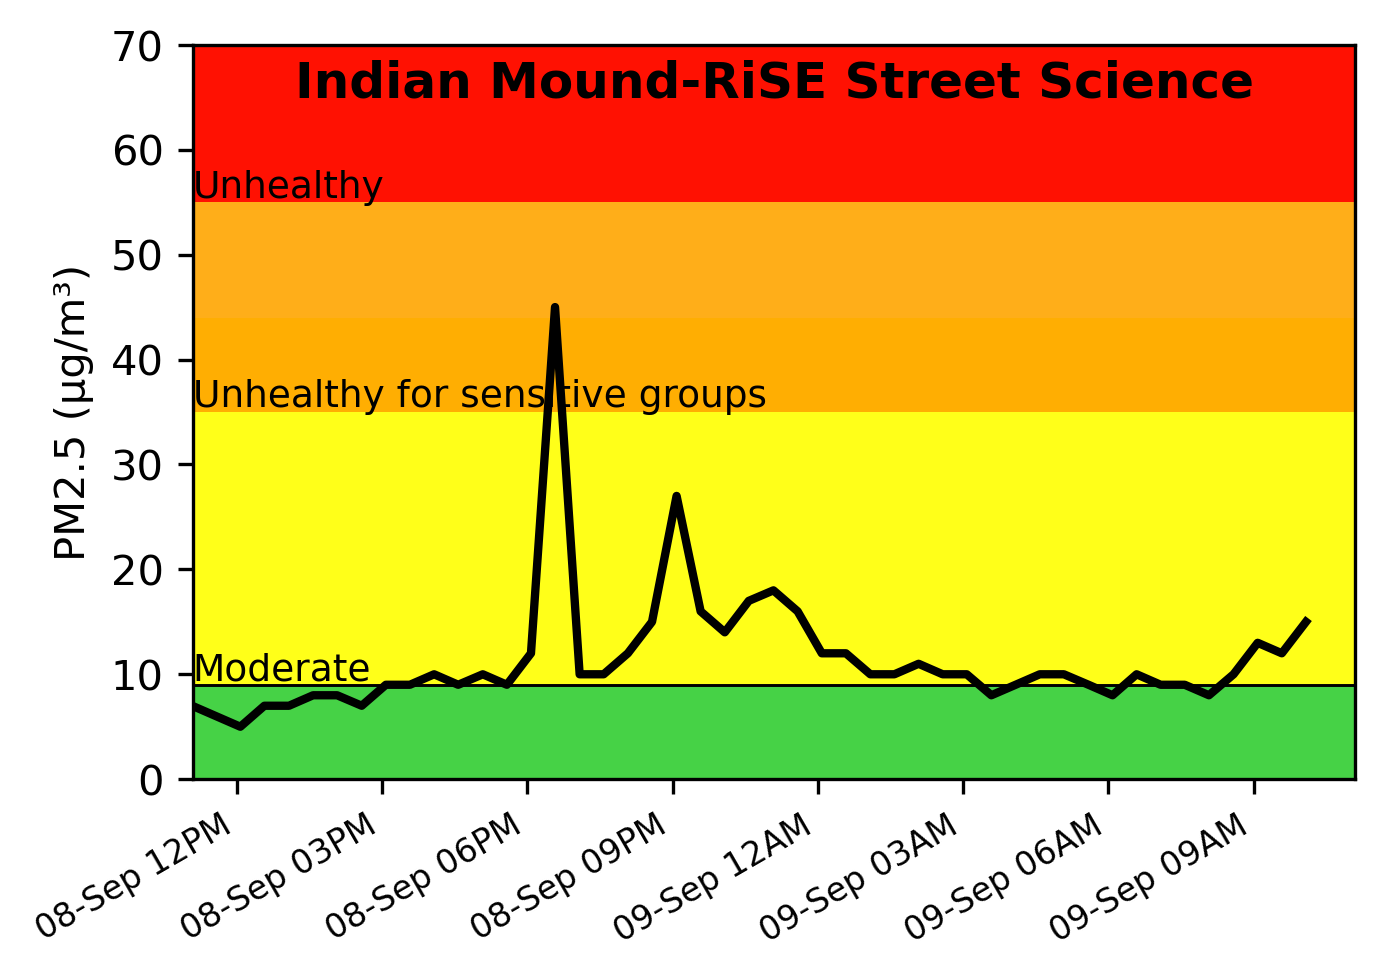 Indian Mound-RiSE Street Science
PM2.5 (µg/m³)
70
60
50
40
30
20
10
0
Unhealthy
Unhealthy for sensitive groups
Moderate
08-Sep 12PM
08-Sep 03PM
08-Sep 06PM
08-Sep 09PM
09-Sep 12AM
09-Sep 03AM
09-Sep 06AM
09-Sep 09AM